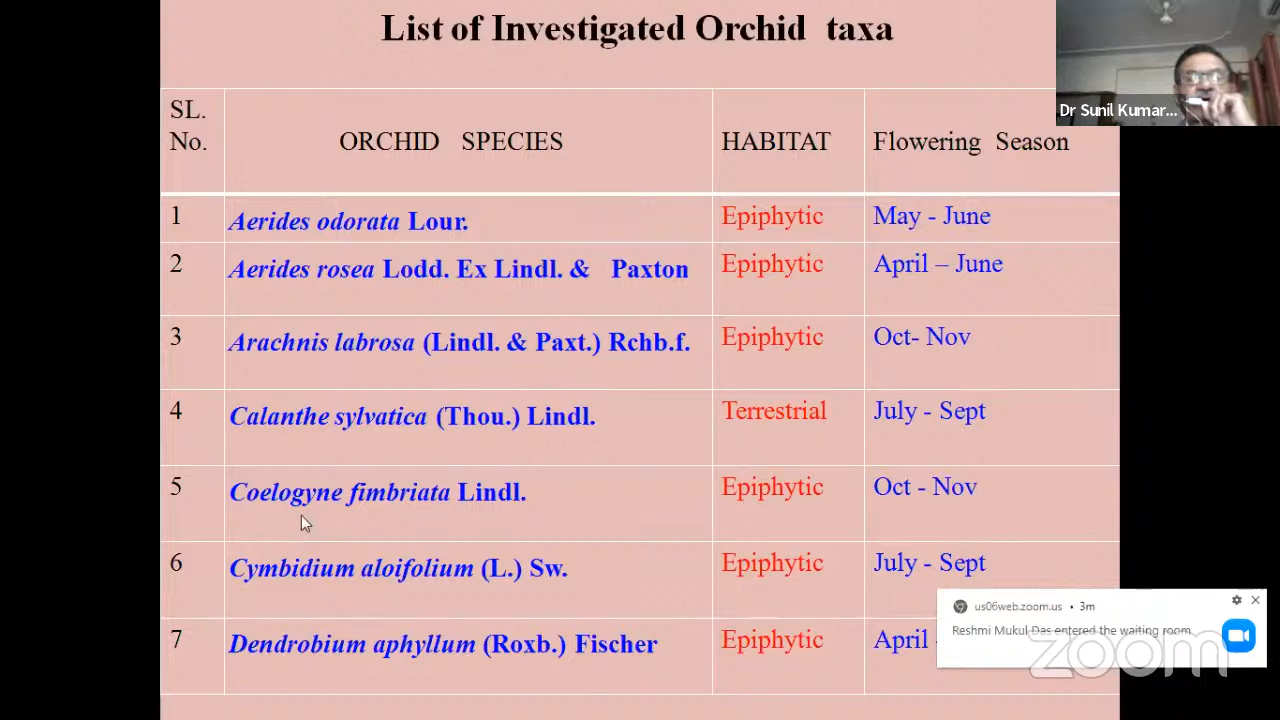 List of Investigated Orchid taxa
Dr Sunil Kumar...
SL. No. ORCHID SPECIES HABITAT Flowering Season
1 Aerides odorata Lour. Epiphytic May - June
2 Aerides rosea Lodd. Ex Lindl. & Paxton Epiphytic April – June
3 Arachnis labrosa (Lindl. & Paxt.) Rchb.f. Epiphytic Oct- Nov
4 Calanthe sylvatica (Thou.) Lindl. Terrestrial July - Sept
5 Coelogyne fimbriata Lindl. Epiphytic Oct - Nov
6 Cymbidium aloifolium (L.) Sw. Epiphytic July - Sept
7 Dendrobium aphyllum (Roxb.) Fischer Epiphytic April
us06web.zoom.us • 3m
Reshmi Mukul Das entered the waiting room
zoom